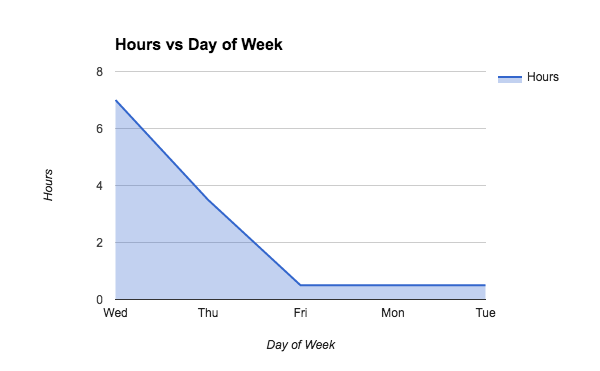 Hours vs Day of Week
8
Hours
6
Hours
4
2
0
Wed Thu Fri Mon Tue
Day of Week